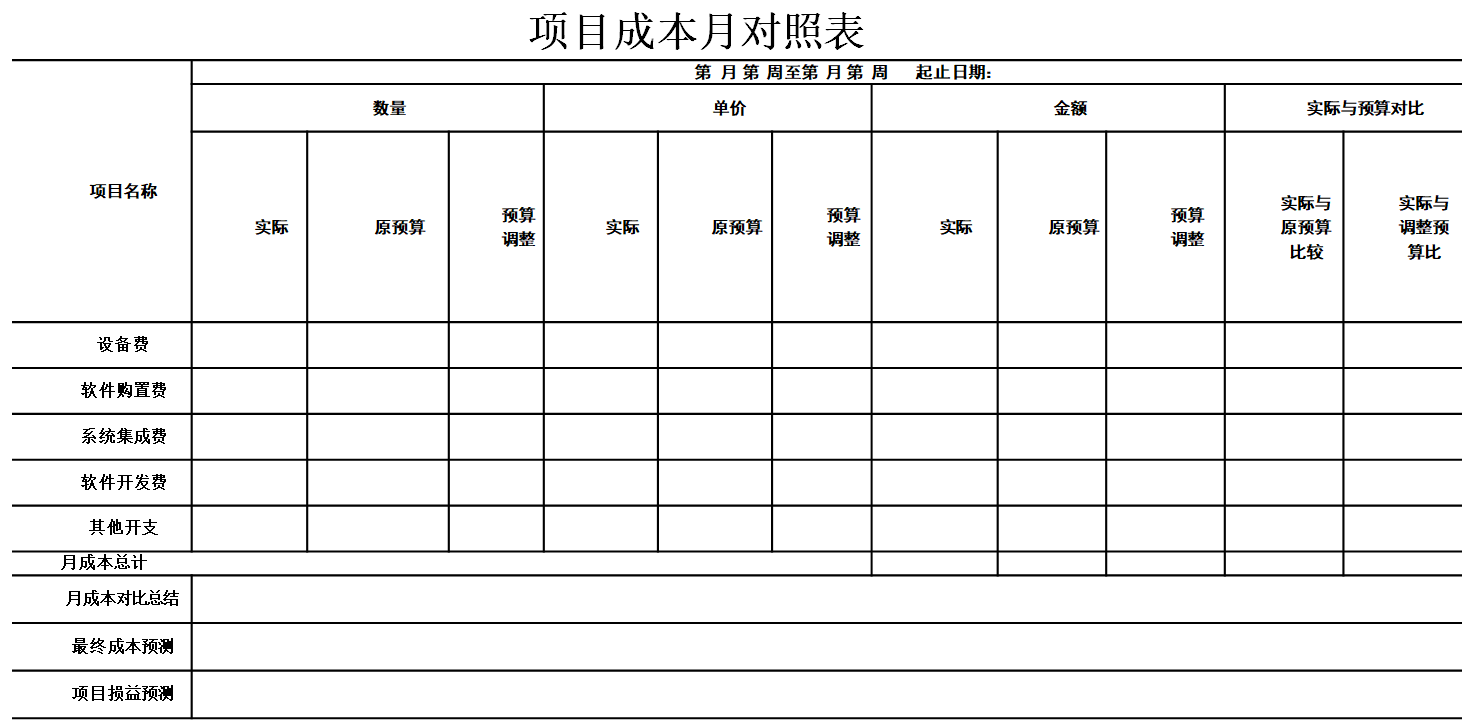 项目成本月对照表
第 月 第 周至第 月 第 周 起止日期：
项目名称
数量
单价
金额
实际与预算对比
实际
原预算
预算
调整
实际
原预算
预算
调整
实际
原预算
预算
调整
实际与
原预算
比较
实际与
调整预
算比
设备费
软件购置费
系统集成费
软件开发费
其他开支
月成本总计
月成本对比总结
最终成本预测
项目损益预测